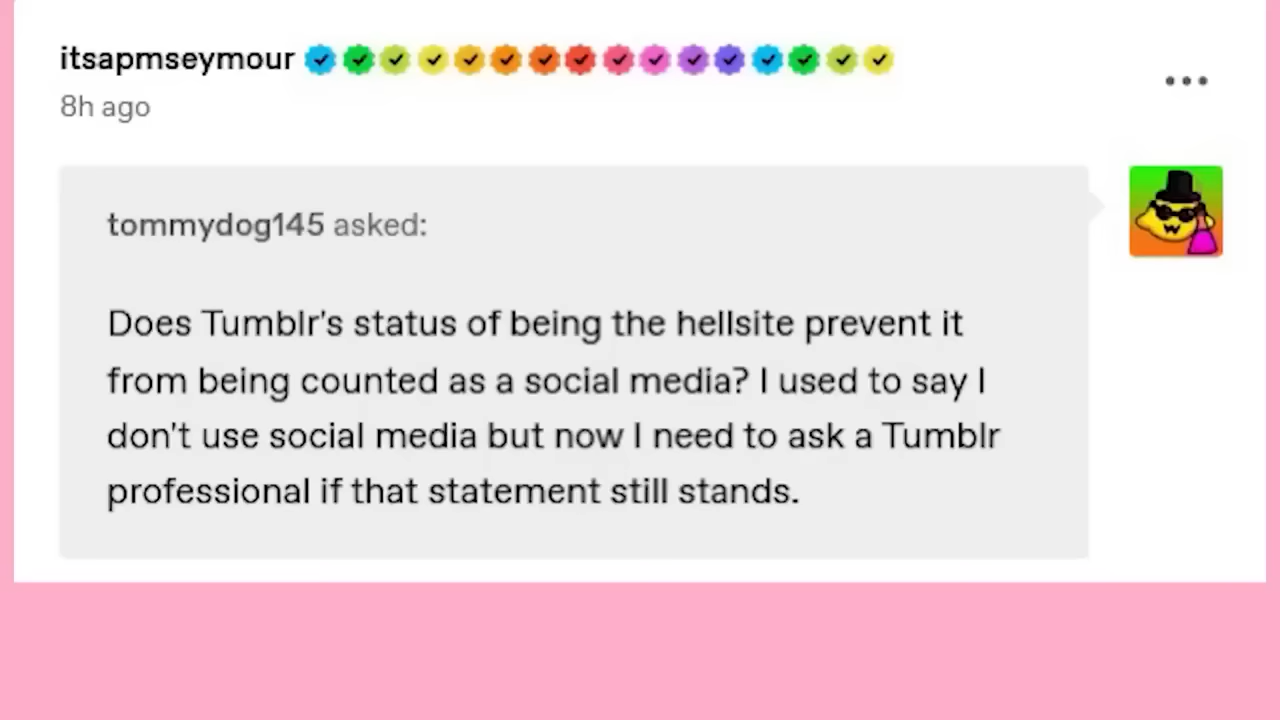 itsapmseymour
8h ago
tommydog145 asked:
Does Tumblr's status of being the hellsite prevent it
from being counted as a social media? I used to say I
don't use social media but now I need to ask a Tumblr
professional if that statement still stands.